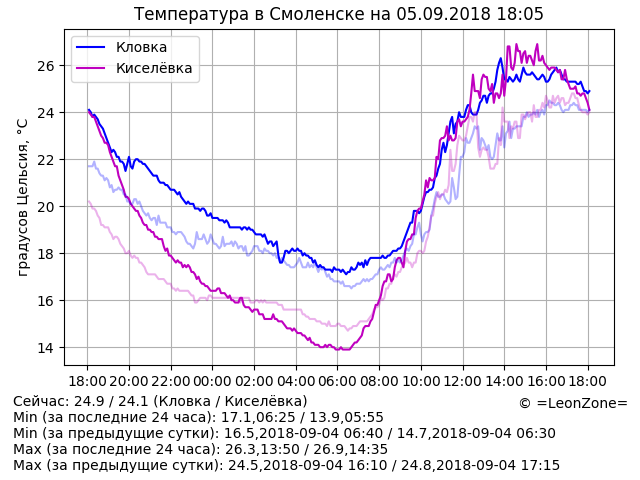 Температура в Смоленске на 05.09.2018 18:05
Кловка
Киселёвка
градусов Цельсия, °C
26
24
22
20
18
16
14
18:00 20:00 22:00 00:00 02:00 04:00 06:00 08:00 10:00 12:00 14:00 16:00 18:00
Сейчас: 24.9 / 24.1 (Кловка / Киселёвка)
© =LeonZone=
Min (за последние 24 часа): 17.1,06:25 / 13.9,05:55
Min (за предыдущие сутки): 16.5,2018-09-04 06:40 / 14.7,2018-09-04 06:30
Max (за последние 24 часа): 26.3,13:50 / 26.9,14:35
Max (за предыдущие сутки): 24.5,2018-09-04 16:10 / 24.8,2018-09-04 17:15